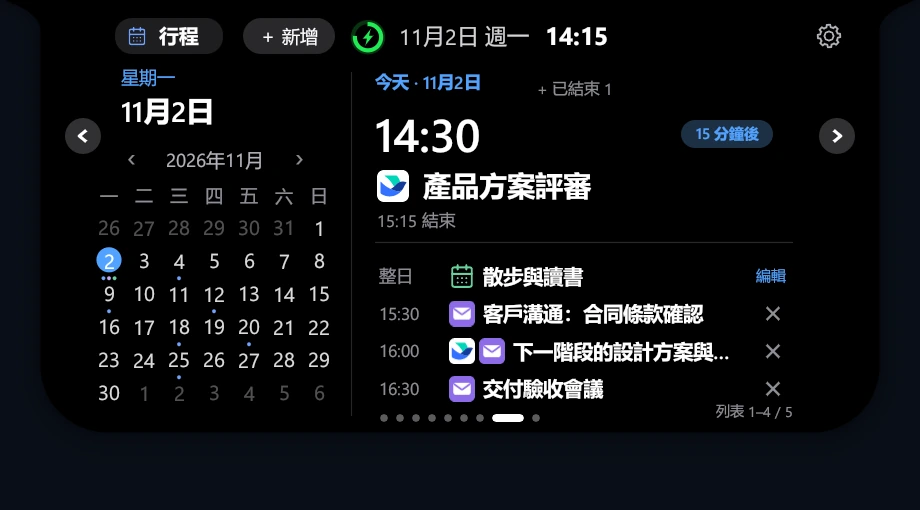 行程
+ 新增
11月2日 週一 14:15
星期一
11月2日
2026年11月
一 二 三 四 五 六 日
26 27 28 29 30 31 1
2 3 4 5 6 7 8
9 10 11 12 13 14 15
16 17 18 19 20 21 22
23 24 25 26 27 28 29
30 1 2 3 4 5 6
今天 · 11月2日
+ 已結束 1
14:30
15 分鐘後
產品方案評審
15:15 結束
整日 散步與讀書 編輯
15:30 客戶溝通：合同條款確認
16:00 下一階段的設計方案與...
16:30 交付驗收會議
列表 1–4 / 5